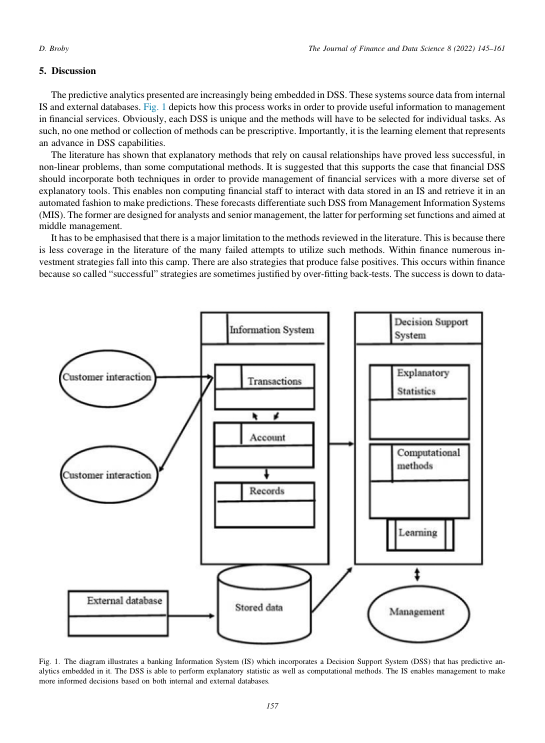 D. Broby
The Journal of Finance and Data Science 8 (2022) 145–161
5. Discussion
The predictive analytics presented are increasingly being embedded in DSS. These systems source data from internal
IS and external databases. Fig. 1 depicts how this process works in order to provide useful information to management
in financial services. Obviously, each DSS is unique and the methods will have to be selected for individual tasks. As
such, no one method or collection of methods can be prescriptive. Importantly, it is the learning element that represents
an advance in DSS capabilities.
The literature has shown that explanatory methods that rely on causal relationships have proved less successful, in
non-linear problems, than some computational methods. It is suggested that this supports the case that financial DSS
should incorporate both techniques in order to provide management of financial services with a more diverse set of
explanatory tools. This enables non computing financial staff to interact with data stored in an IS and retrieve it in an
automated fashion to make predictions. These forecasts differentiate such DSS from Management Information Systems
(MIS). The former are designed for analysts and senior management, the latter for performing set functions and aimed at
middle management.
It has to be emphasised that there is a major limitation to the methods reviewed in the literature. This is because there
is less coverage in the literature of the many failed attempts to utilize such methods. Within finance numerous in-
vestment strategies fall into this camp. There are also strategies that produce false positives. This occurs within finance
because so called “successful” strategies are sometimes justified by over-fitting back-tests. The success is down to data-
Information System
Decision Support
System
Customer interaction
Transactions
Explanatory
Statistics
Account
Computational
methods
Customer interaction
Records
Learning
External database
Stored data
Management
Fig. 1. The diagram illustrates a banking Information System (IS) which incorporates a Decision Support System (DSS) that has predictive an-
alytics embedded in it. The DSS is able to perform explanatory statistic as well as computational methods. The IS enables management to make
more informed decisions based on both internal and external databases.
157